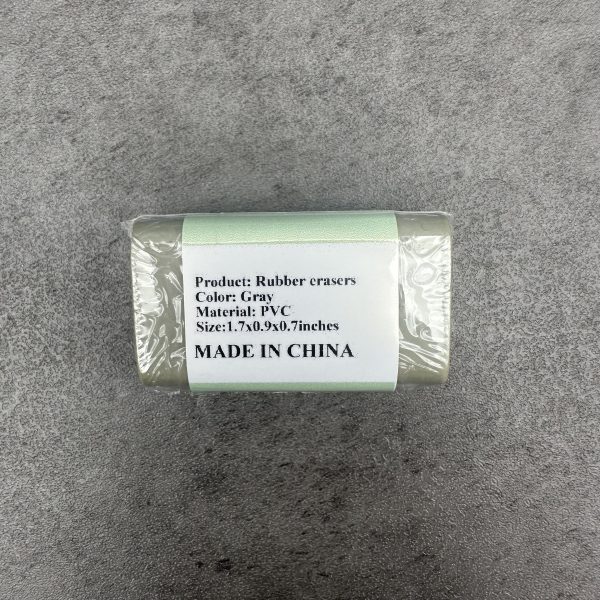 Product: Rubber erasers
Color: Gray
Material: PVC
Size:1.7x0.9x0.7inches
MADE IN CHINA